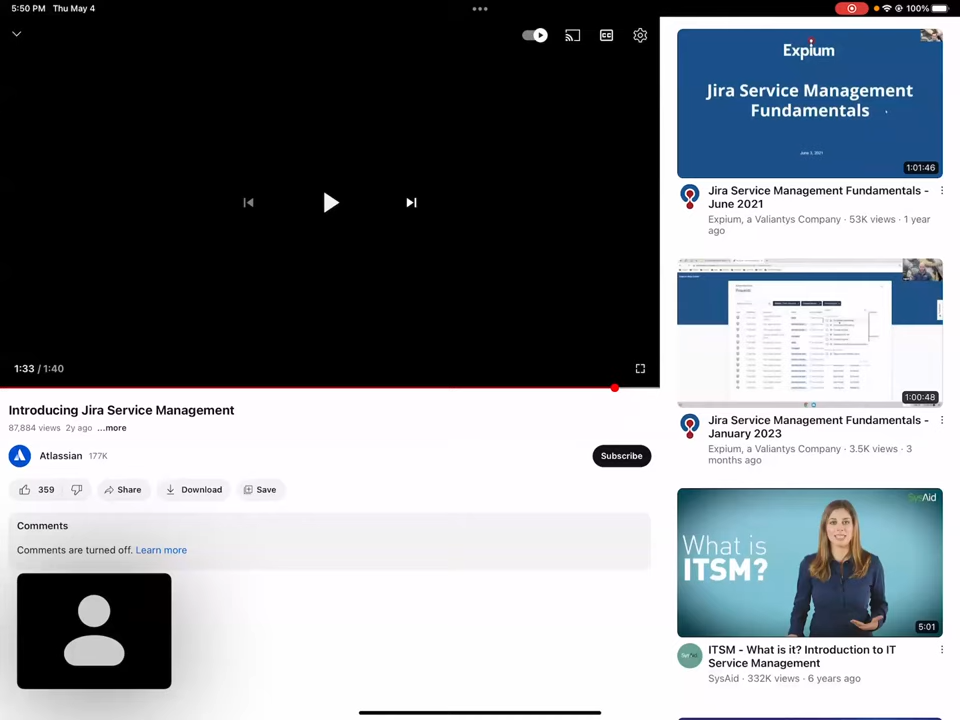 5:50 PM Thu May 4
100%
CC
1:33 / 1:40
Introducing Jira Service Management
87,884 views 2y ago ...more
Atlassian 177K
Subscribe
359
Share
Download
Save
Comments
Comments are turned off. Learn more
Expium
Jira Service Management
Fundamentals
June 3, 2021
1:01:46
Jira Service Management Fundamentals -
June 2021
Expium, a Valiantys Company · 53K views · 1 year
ago
1:00:48
Jira Service Management Fundamentals -
January 2023
Expium, a Valiantys Company · 3.5K views · 3
months ago
SysAid
What is
ITSM?
5:01
ITSM - What is it? Introduction to IT
Service Management
SysAid · 332K views · 6 years ago